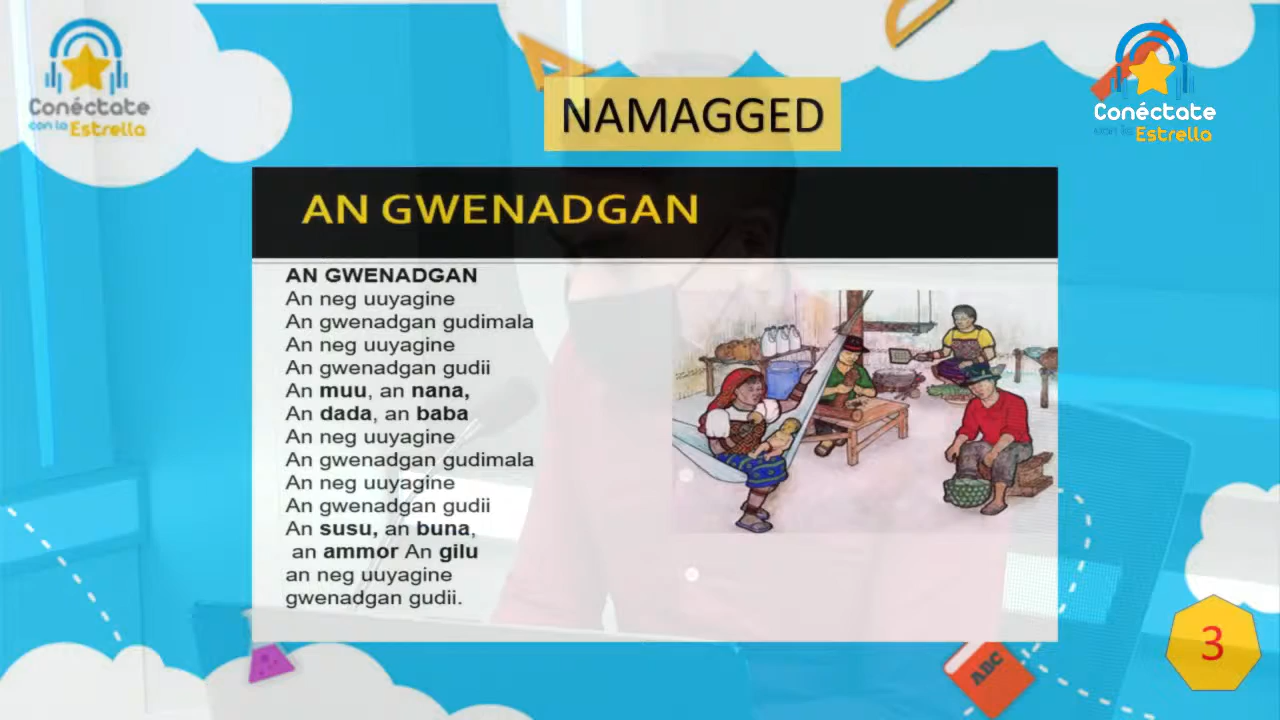 Conéctate
con la Estrella
NAMAGGED
Conéctate
con la Estrella
AN GWENADGAN
AN GWENADGAN
An neg uuyagine
An gwenadgan gudimala
An neg uuyagine
An gwenadgan gudii
An muu, an nana,
An dada, an baba
An neg uuyagine
An gwenadgan gudimala
An neg uuyagine
An gwenadgan gudii
An susu, an buna,
an ammor An gilu
an neg uuyagine
gwenadgan gudii.
ABC
3